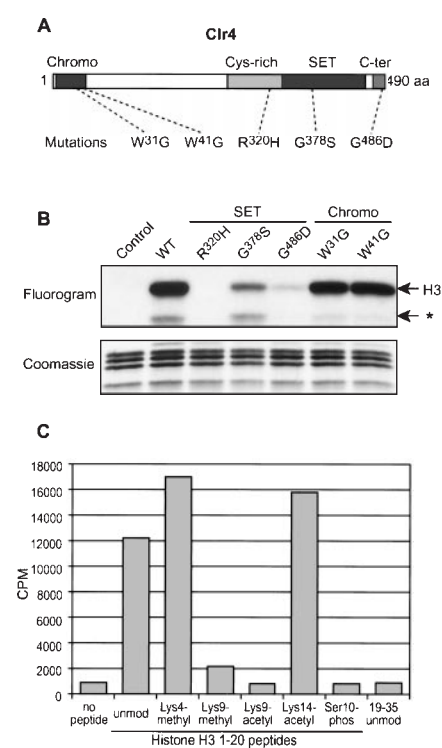 A
Clr4
Chromo Cys-rich SET C-ter
1 490 aa
Mutations W31G W41G R320H G378S G486D
B
SET Chromo
Control WT R320H G378S G486D W31G W41G
Fluorogram H3
*
Coomassie
C
18000
16000
14000
12000
10000
8000
6000
4000
2000
0
CPM
no peptide unmod Lys4-methyl Lys9-methyl Lys9-acetyl Lys14-acetyl Ser10-phos 19-35 unmod
Histone H3 1-20 peptides